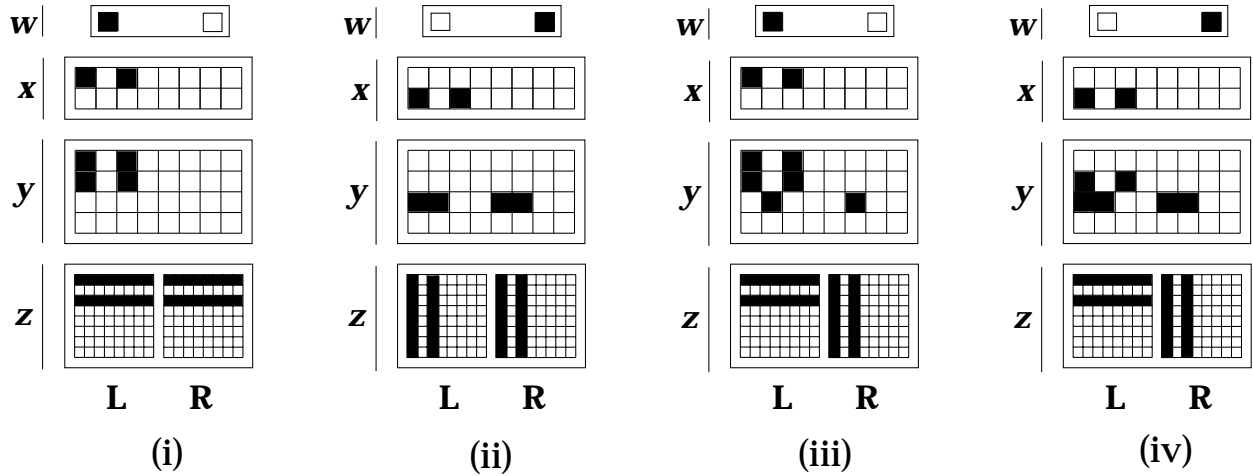 w w w w
x x x x
y y y y
z z z z
L R L R L R L R
(i) (ii) (iii) (iv)